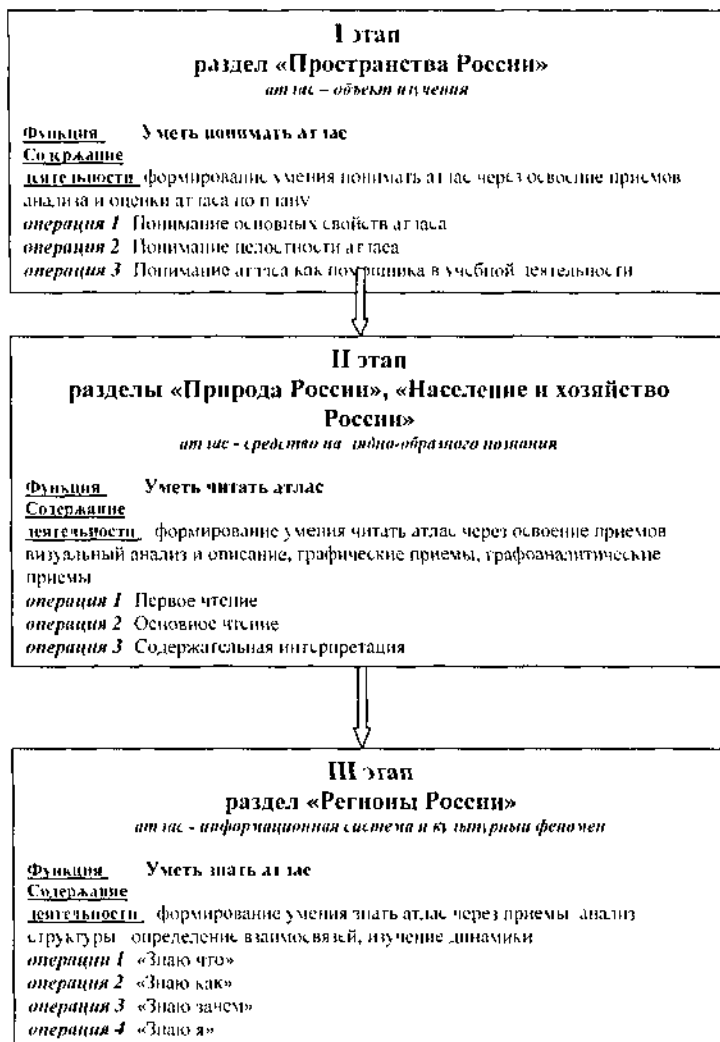 I этап
раздел «Пространства России»
атлас – объект изучения
Функция Уметь понимать атлас
Содержание
деятельности формирование умения понимать атлас через освоение приемов
анализа и оценки атласа по плану
операция 1 Понимание основных свойств атласа
операция 2 Понимание целостности атласа
операция 3 Понимание атласа как помощника в учебной деятельности
II этап
разделы «Природа России», «Население и хозяйство
России»
атлас - средство наглядно-образного познания
Функция Уметь читать атлас
Содержание
деятельности формирование умения читать атлас через освоение приемов
визуальный анализ и описание, графические приемы, графоаналитические
приемы
операция 1 Первое чтение
операция 2 Основное чтение
операция 3 Содержательная интерпретация
III этап
раздел «Регионы России»
атлас - информационная система и культурный феномен
Функция Уметь знать атлас
Содержание
деятельности формирование умения знать атлас через приемы анализ
структуры определение взаимосвязей, изучение динамики
операция 1 «Знаю что»
операция 2 «Знаю как»
операция 3 «Знаю зачем»
операция 4 «Знаю я»